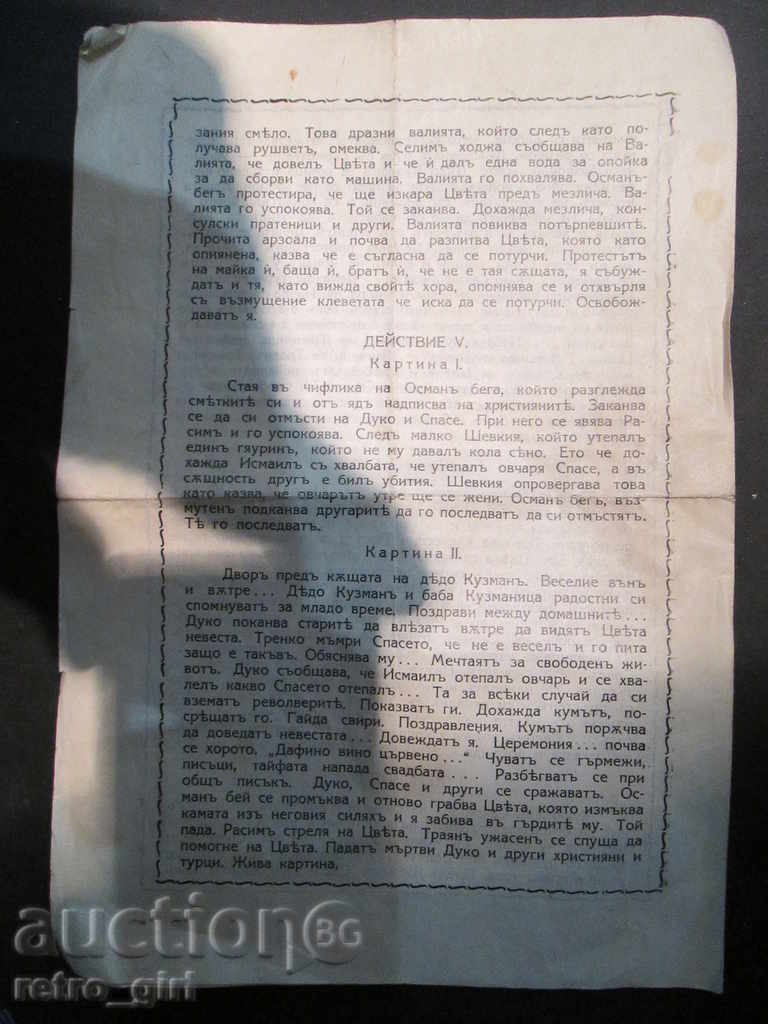 зания смѣло. Това дразни валията, който следъ като по-
лучава рушветъ, омеква. Селимъ ходжа съобщава на Ва-
лията, че довелъ Цвѣта и че ѝ далъ една вода за опойка
за да сборви като машина. Валията го похвалява. Османъ-
бегъ протестира, че ще изкара Цвѣта предъ мезлича. Ва-
лията го успокоява. Той се заканва. Дохажда мезлича, кон-
сулски пратеници и други. Валията повиква потърпевшитѣ.
Прочита арзоала и почва да разпитва Цвѣта, която като
опиянена, казва че е съгласна да се потурчи. Протестътъ
на майка ѝ, баща ѝ, братъ ѝ, че не е тая сѫщата, я събуж-
датъ и тя, като вижда своитѣ хора, опомнява се и отхвърля
съ възмущение клеветата че иска да се потурчи. Освобож-
даватъ я.
ДЕЙСТВИЕ V.
Картина I.
Стая въ чифлика на Османъ бега, който разглежда
смѣткитѣ си и отъ ядъ надписва на християнитѣ. Заканва
се да си отмъсти на Дуко и Спасе. При него се явява Ра-
симъ и го успокоява. Следъ малко Шевкия, който утепалъ
единъ гяуринъ, който не му давалъ кола сѣно. Ето че до-
хажда Исмаилъ съ хвалбата, че утепалъ овчаря Спасе, а въ
сѫщность другъ е билъ убития. Шевкия опровергава това
като казва, че овчарътъ утре ще се жени. Османъ бегъ, въз-
мутенъ подканва другаритѣ да го последватъ да си отмъстятъ.
Тѣ го последватъ.
Картина II.
Дворъ предъ кѫщата на дѣдо Кузманъ. Веселие вънъ
и вѫтре... Дѣдо Кузманъ и баба Кузманица радостни си
спомнуватъ за младо време. Поздрави между домашнитѣ...
Дуко поканва старитѣ да влѣзатъ вѫтре да видятъ Цвѣта
невеста. Тренко мъмри Спасето, че не е веселъ и го пита
защо е такъвъ. Обяснява му... Мечтаятъ за свободенъ жи-
вотъ. Дуко съобщава, че Исмаилъ отепалъ овчарь и се хва-
лелъ какво Спасето отепалъ... Та за всѣки случай да си
взематъ револверитѣ. Показватъ ги. Дохажда кумътъ, по-
срѣщатъ го. Гайда свири. Поздравления. Кумътъ порѫчва
да доведатъ невестата... Довеждатъ я. Церемония... почва
се хорото. „Дафино вино цървено...“ Чуватъ се гърмежи,
писъци, тайфата напада свадбата... Разбѣгватъ се при
общъ писъкъ. Дуко, Спасе и други се сражаватъ. Ос-
манъ бей се промъква и отново грабва Цвѣта, която измъква
камата изъ неговия силяхъ и я забива въ гърдитѣ му. Той
пада. Расимъ стреля на Цвѣта. Траянъ ужасенъ се спуща да
помогне на Цвѣта. Падатъ мъртви Дуко и други християни и
турци. Жива картина.
auctionBG
retro_girl